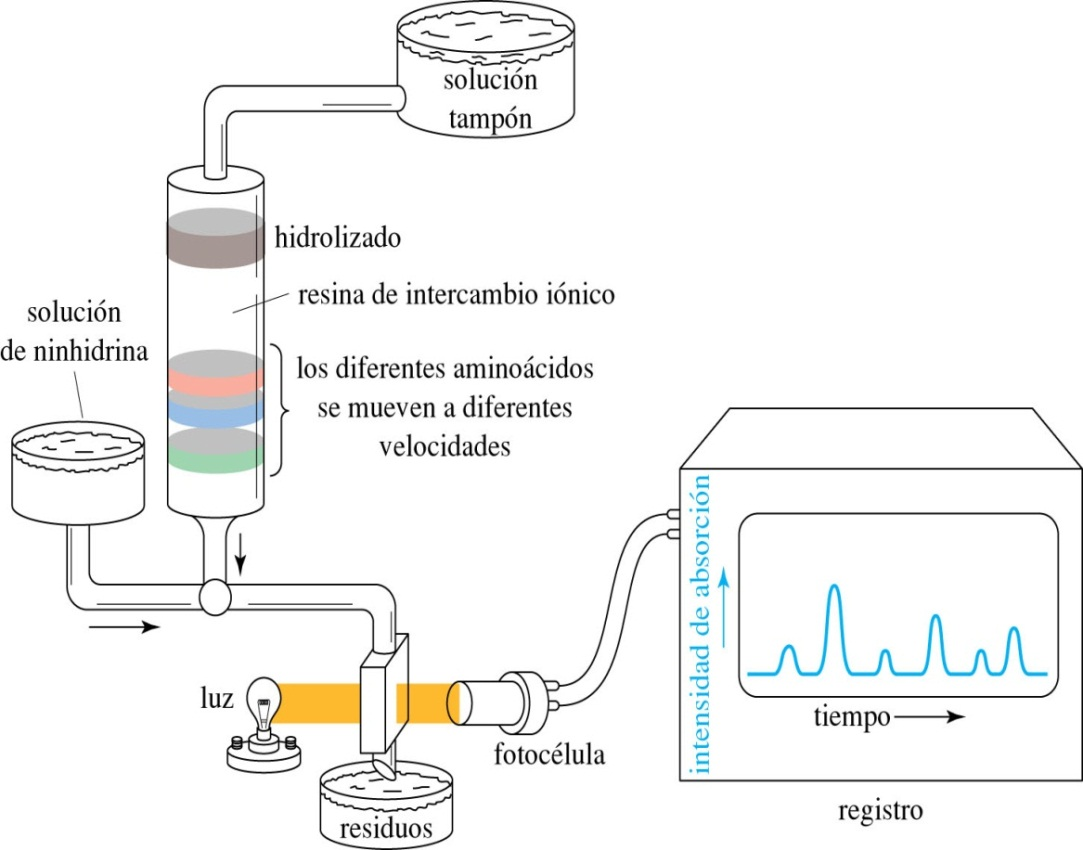 solución
tampón
hidrolizado
resina de intercambio iónico
solución
de ninhidrina
los diferentes aminoácidos
se mueven a diferentes
velocidades
intensidad de absorción
tiempo
luz
fotocélula
residuos
registro